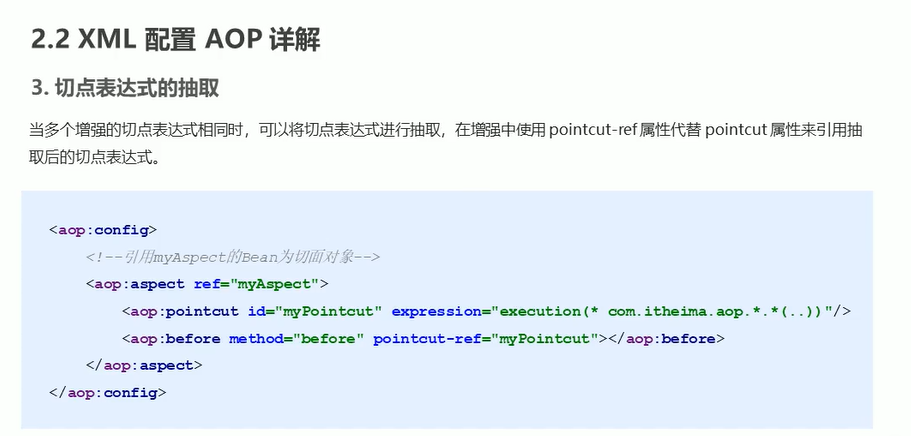 2.2 XML 配置 AOP 详解
3. 切点表达式的抽取
当多个增强的切点表达式相同时，可以将切点表达式进行抽取，在增强中使用 pointcut-ref 属性代替 pointcut 属性来引用抽
取后的切点表达式。
<aop:config>
    <!--引用myAspect的Bean为切面对象-->
    <aop:aspect ref="myAspect">
        <aop:pointcut id="myPointcut" expression="execution(* com.itheima.aop.*.*(..))"/>
        <aop:before method="before" pointcut-ref="myPointcut"></aop:before>
    </aop:aspect>
</aop:config>